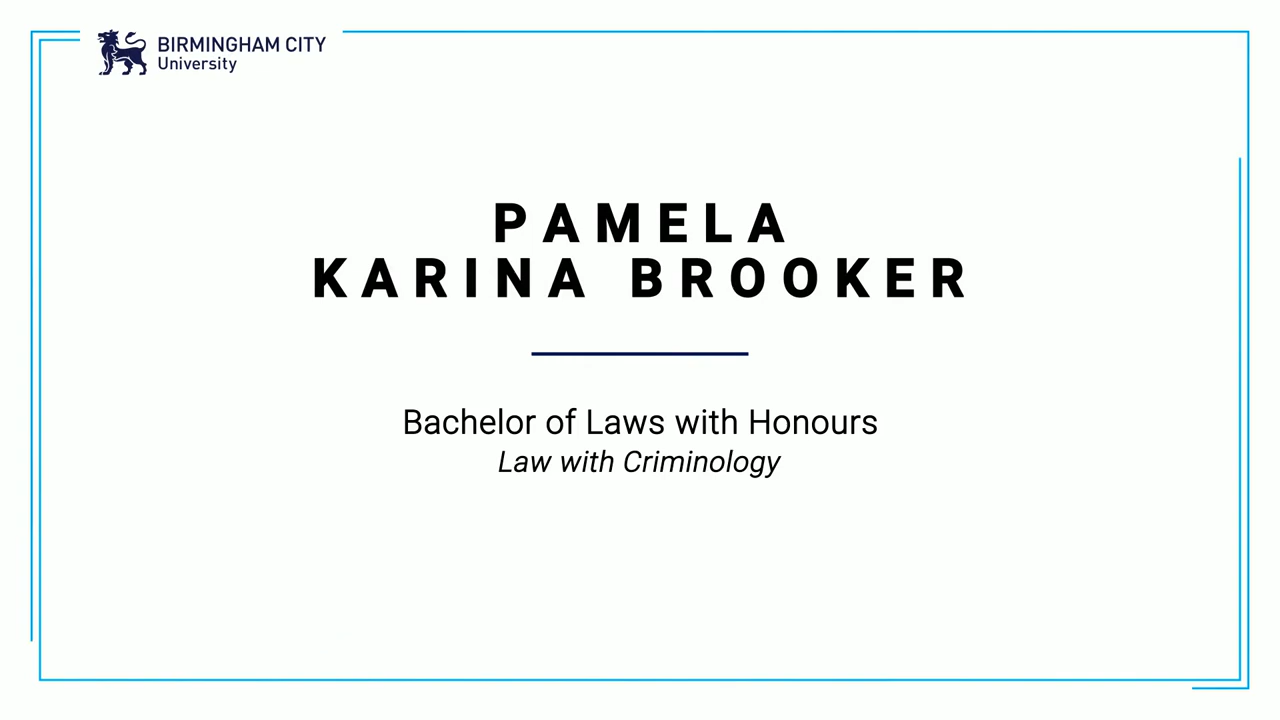 BIRMINGHAM CITY
University
PAMELA
KARINA BROOKER
Bachelor of Laws with Honours
Law with Criminology